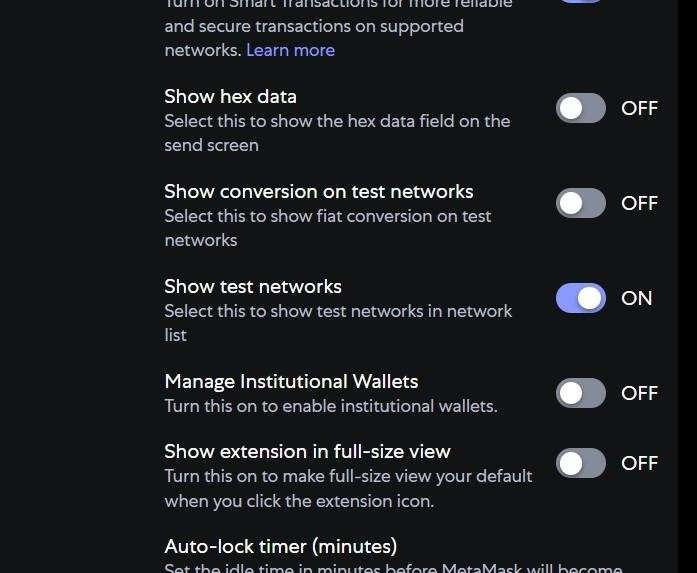 Turn on Smart Transactions for more reliable
and secure transactions on supported
networks. Learn more
Show hex data
Select this to show the hex data field on the
send screen
OFF
Show conversion on test networks
Select this to show fiat conversion on test
networks
OFF
Show test networks
Select this to show test networks in network
list
ON
Manage Institutional Wallets
Turn this on to enable institutional wallets.
OFF
Show extension in full-size view
Turn this on to make full-size view your default
when you click the extension icon.
OFF
Auto-lock timer (minutes)
Set the idle time in minutes before MetaMask will become